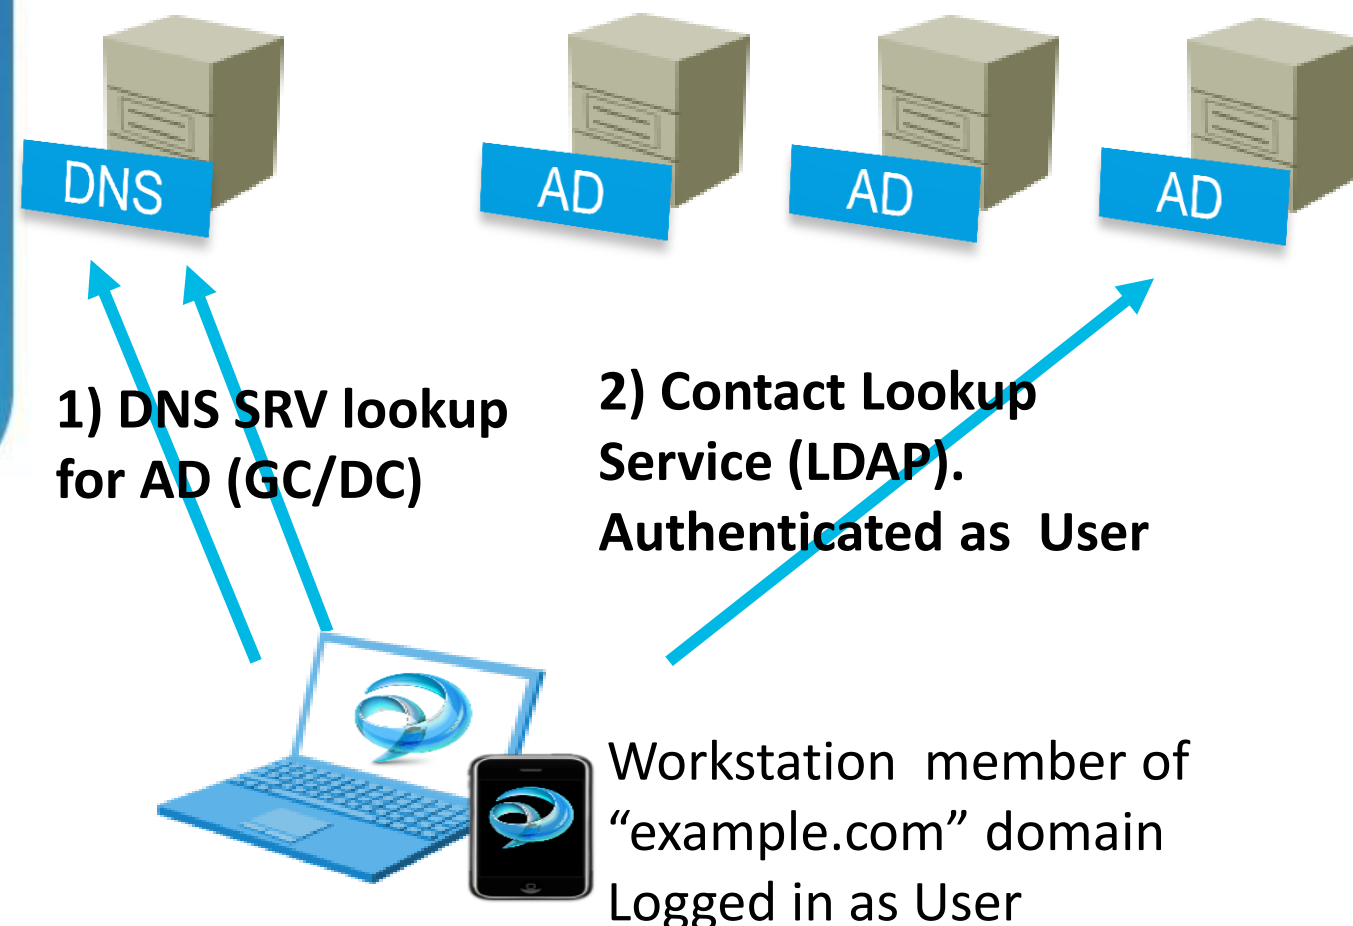 DNS
AD
AD
AD
1) DNS SRV lookup
for AD (GC/DC)
2) Contact Lookup
Service (LDAP).
Authenticated as  User
Workstation  member of
“example.com” domain
Logged in as User